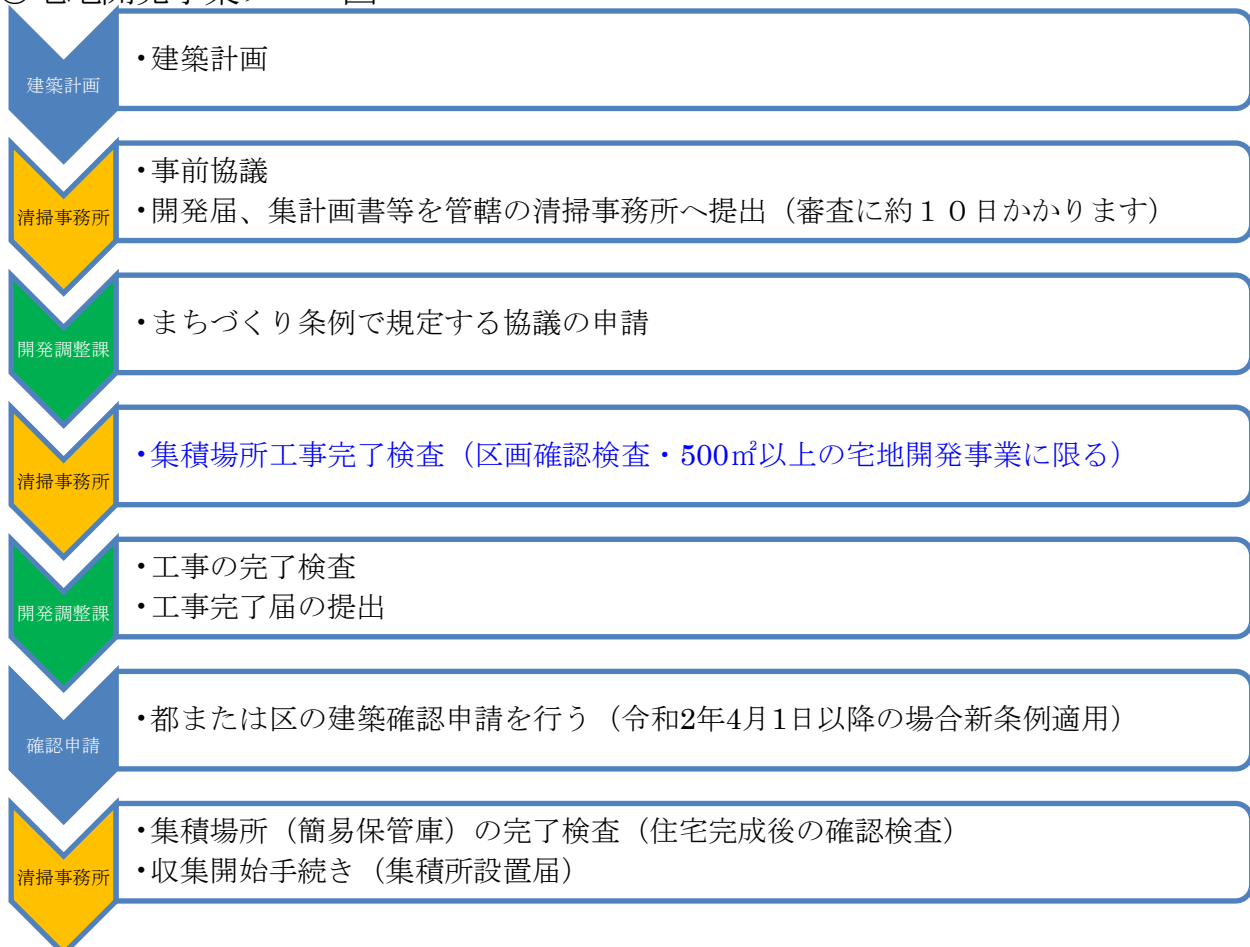 建築計画
・建築計画
清掃事務所
・事前協議
・開発届、集計画書等を管轄の清掃事務所へ提出（審査に約１０日かかります）
開発調整課
・まちづくり条例で規定する協議の申請
清掃事務所
・集積場所工事完了検査（区画確認検査・500㎡以上の宅地開発事業に限る）
開発調整課
・工事の完了検査
・工事完了届の提出
確認申請
・都または区の建築確認申請を行う（令和2年4月1日以降の場合新条例適用）
清掃事務所
・集積場所（簡易保管庫）の完了検査（住宅完成後の確認検査）
・収集開始手続き（集積所設置届）